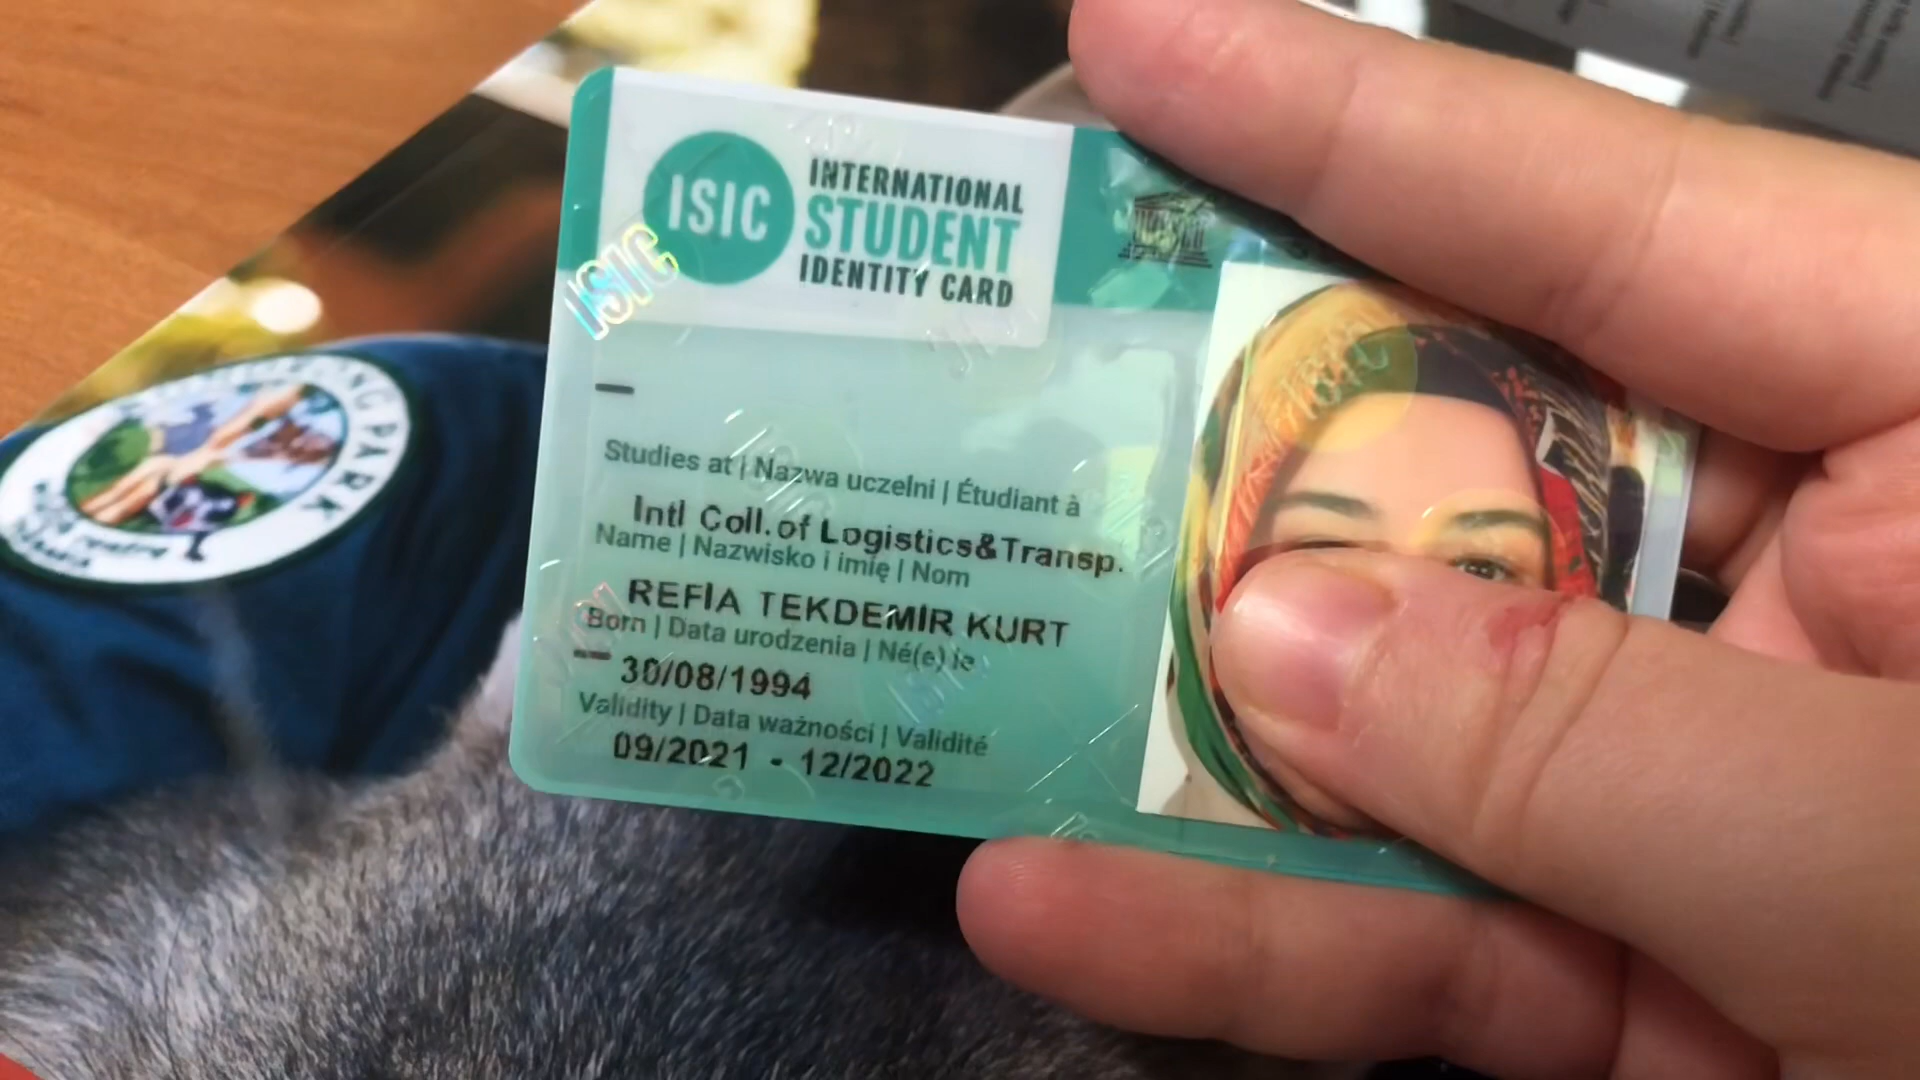 ISIC
INTERNATIONAL
STUDENT
IDENTITY CARD
ISIC
Studies at | Nazwa uczelni | Étudiant à
Intl Coll.of Logistics&Transp.
Name | Nazwisko i imię | Nom
REFİA TEKDEMİR KURT
Born | Data urodzenia | Né(e) le
30/08/1994
Validity | Data ważności | Validité
09/2021 - 12/2022
PARK